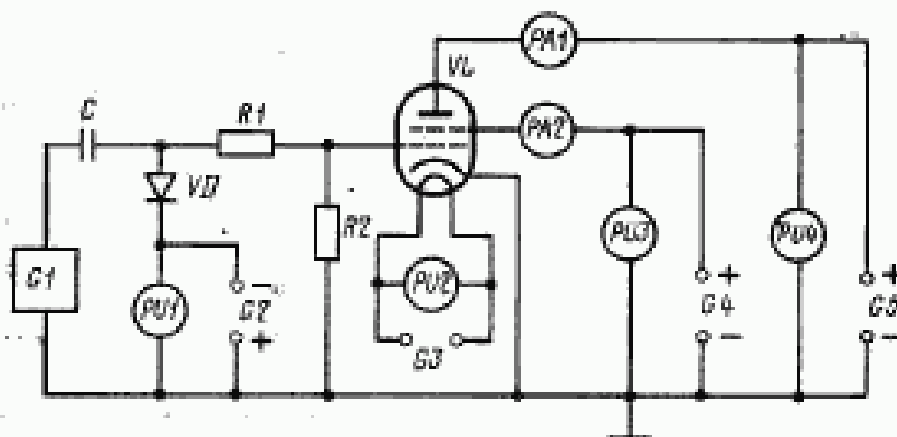 PA1
VL
C
R1
PA2
VD
R2
G1
PU1
G2
PU2
G3
PU3
G4
PU4
G5
− + + − + −